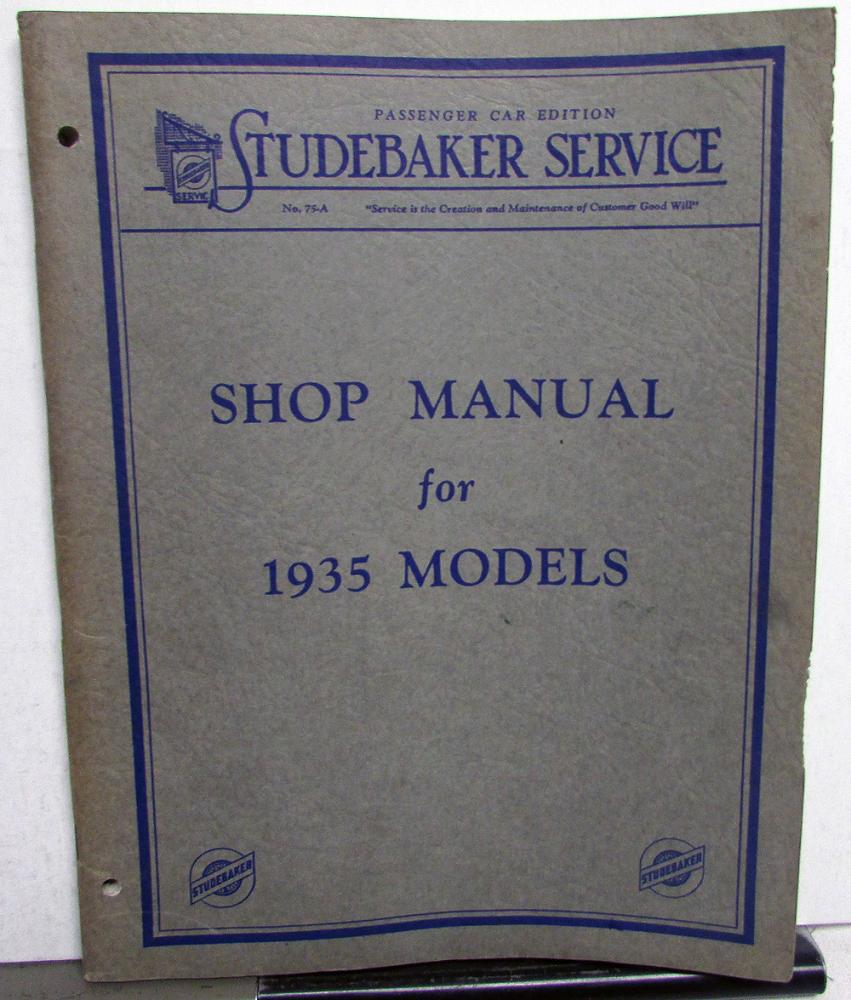 PASSENGER CAR EDITION
STUDEBAKER SERVICE
SERVICE
No. 75-A "Service is the Creation and Maintenance of Customer Good Will"
SHOP MANUAL
for
1935 MODELS
STUDEBAKER
STUDEBAKER